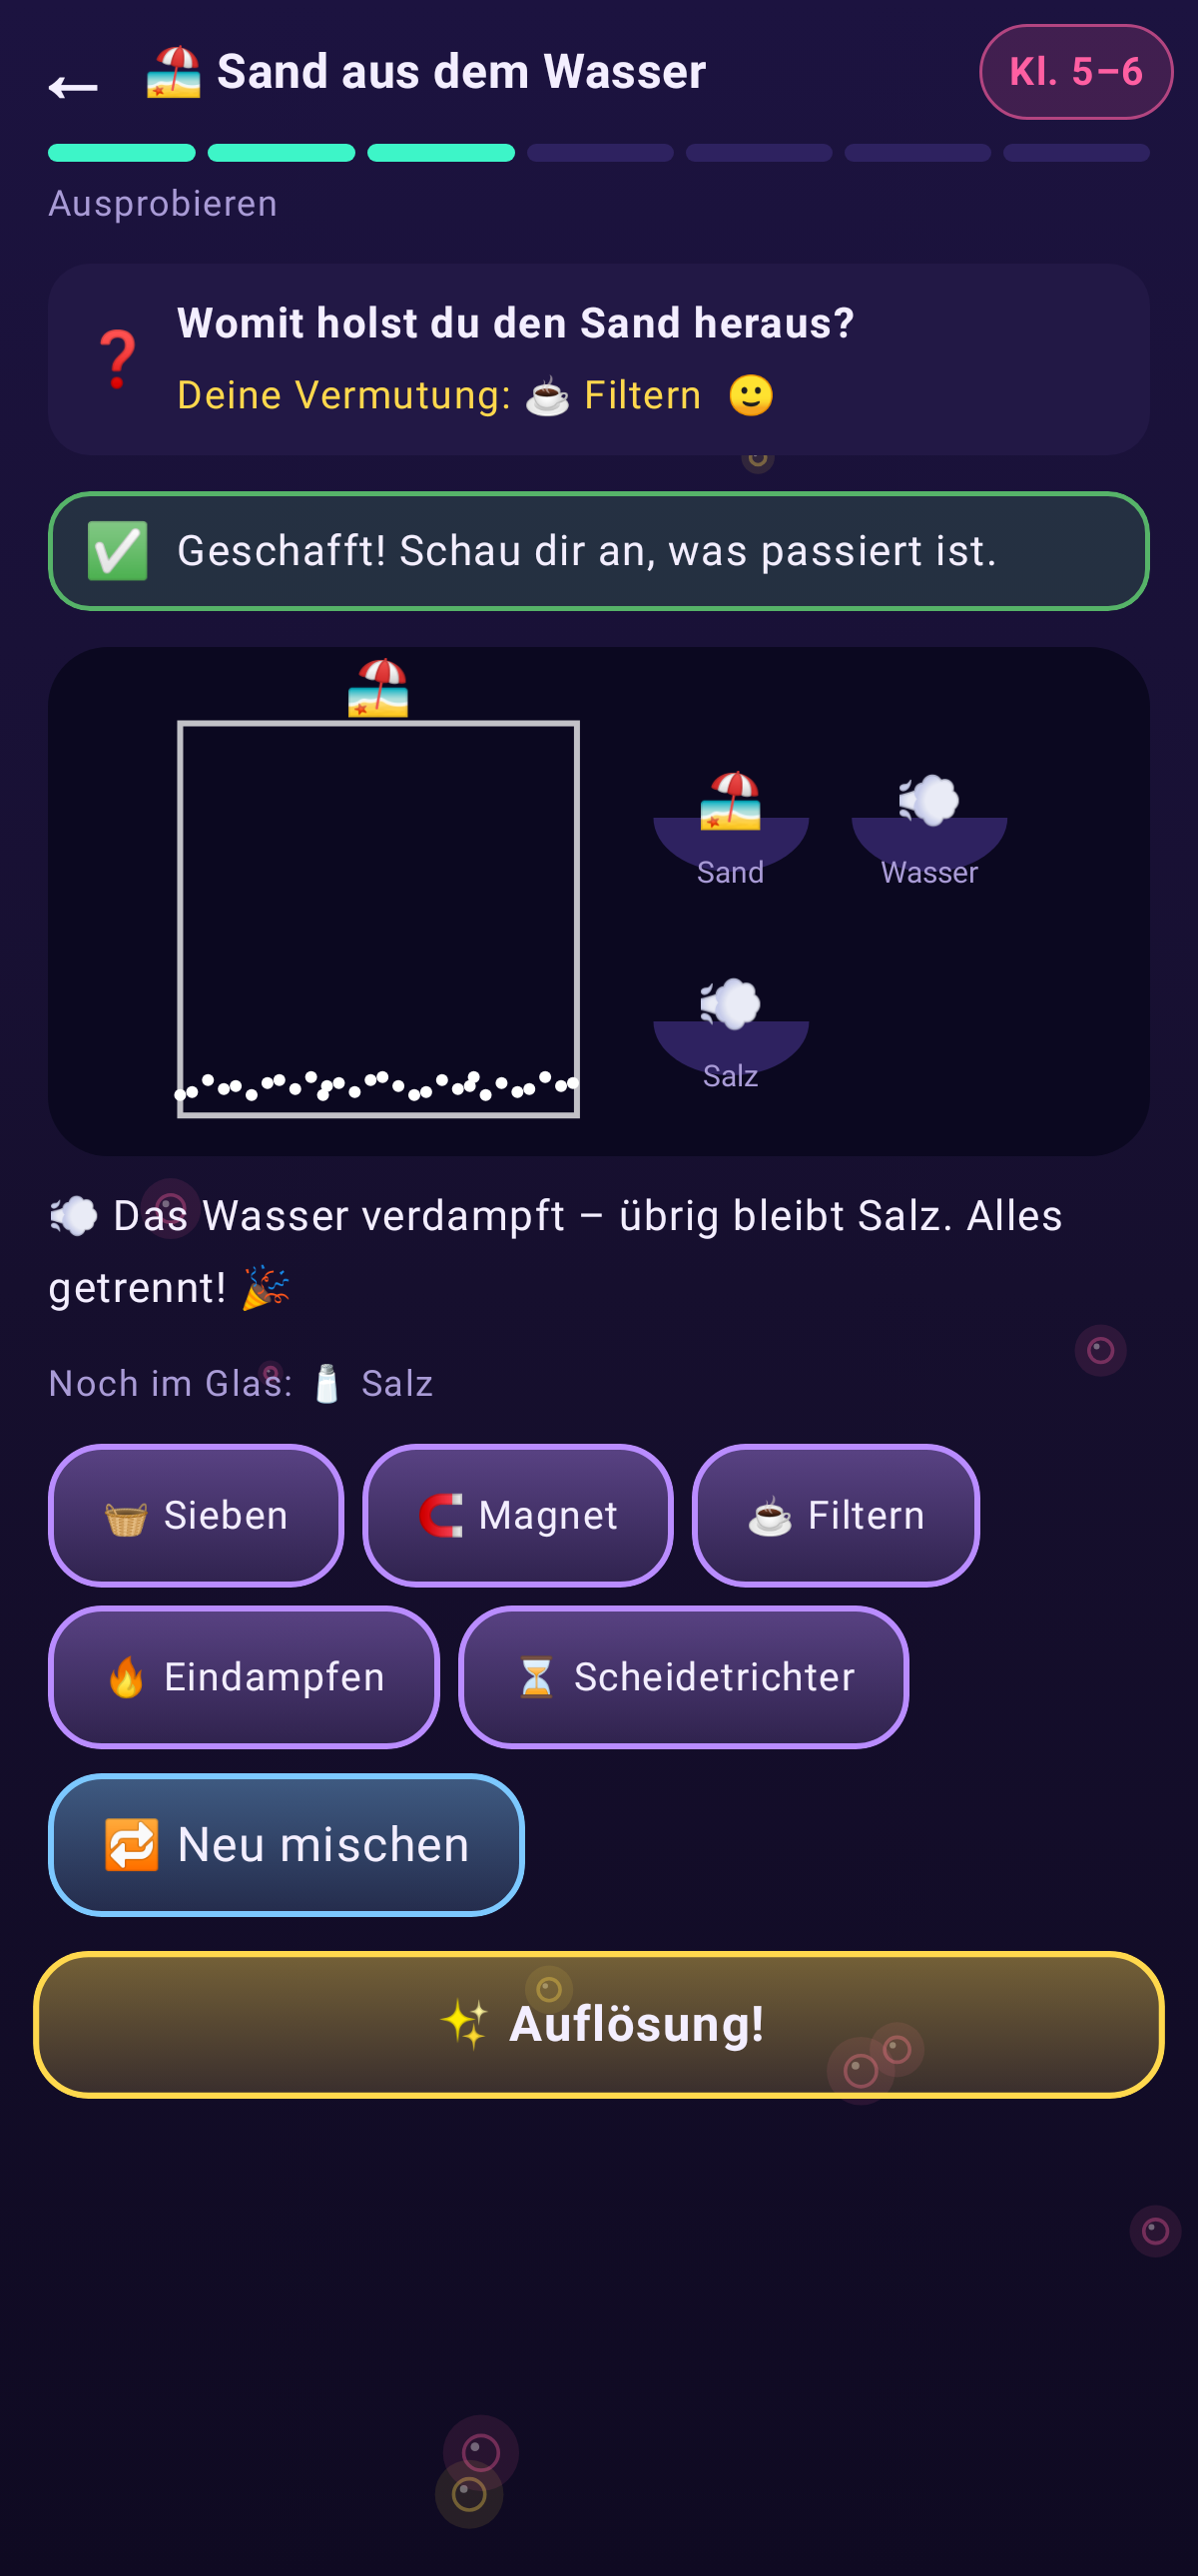 Sand aus dem Wasser
Kl. 5–6
Ausprobieren
Womit holst du den Sand heraus?
Deine Vermutung: ☕ Filtern 🙂
Geschafft! Schau dir an, was passiert ist.
Sand
Wasser
Salz
Das Wasser verdampft – übrig bleibt Salz. Alles
getrennt! 🎉
Noch im Glas: 🧂 Salz
Sieben
Magnet
Filtern
Eindampfen
Scheidetrichter
Neu mischen
Auflösung!